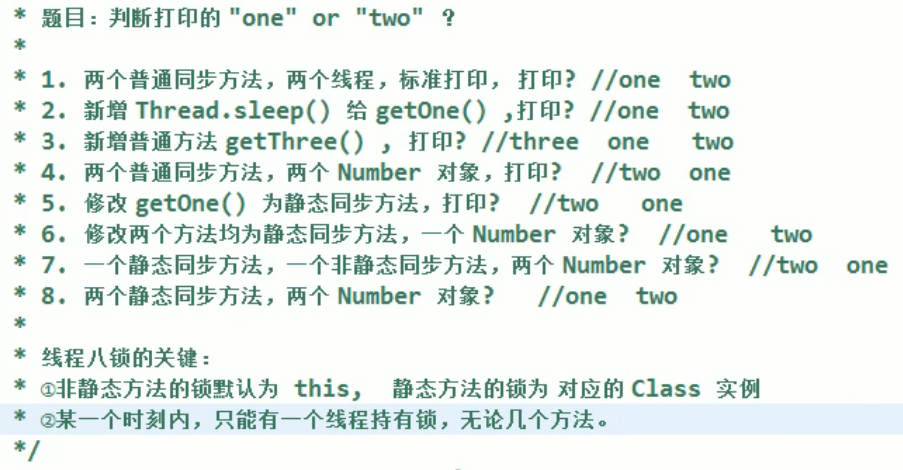 * 题目：判断打印的 "one" or "two" ？
*
* 1. 两个普通同步方法，两个线程，标准打印， 打印? //one  two
* 2. 新增 Thread.sleep() 给 getOne() ,打印? //one  two
* 3. 新增普通方法 getThree() , 打印? //three  one   two
* 4. 两个普通同步方法，两个 Number 对象，打印?  //two  one
* 5. 修改 getOne() 为静态同步方法，打印?  //two   one
* 6. 修改两个方法均为静态同步方法，一个 Number 对象?  //one   two
* 7. 一个静态同步方法，一个非静态同步方法，两个 Number 对象?  //two  one
* 8. 两个静态同步方法，两个 Number 对象?   //one  two
*
* 线程八锁的关键：
* ①非静态方法的锁默认为  this,  静态方法的锁为 对应的 Class 实例
* ②某一个时刻内，只能有一个线程持有锁，无论几个方法。
*/